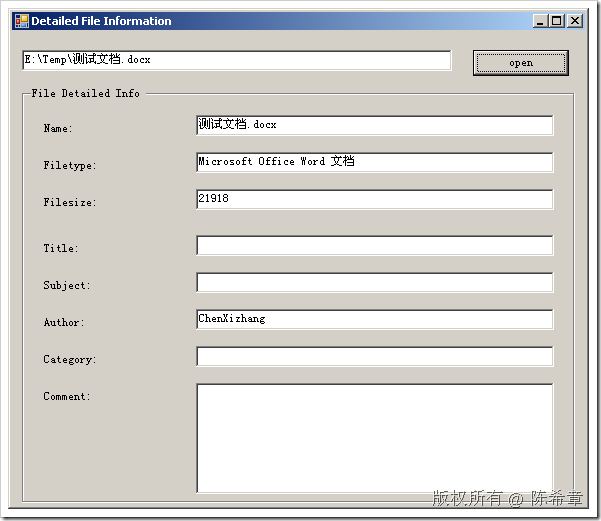 Detailed File Information
E:\Temp\测试文档.docx
open
File Detailed Info
Name:
测试文档.docx
Filetype:
Microsoft Office Word 文档
Filesize:
21918
Title:
Subject:
Author:
ChenXizhang
Category:
Comment:
版权所有 @ 陈希章